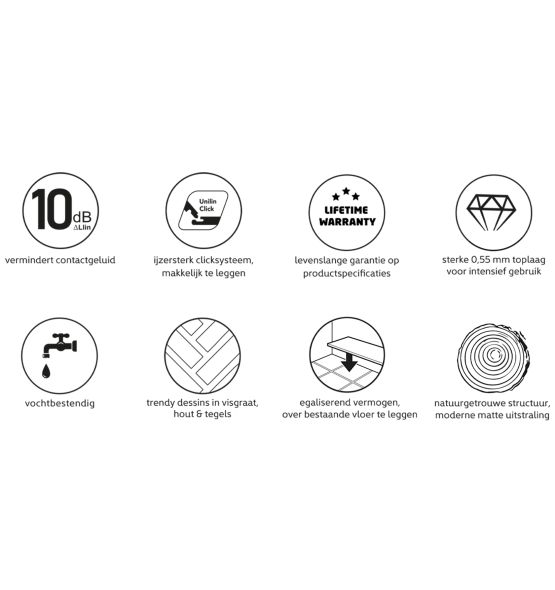 10 dB
ΔLlin
vermindert contactgeluid
Unilin
Click
ijzersterk clicksysteem,
makkelijk te leggen
LIFETIME
WARRANTY
levenslange garantie op
productspecificaties
sterke 0,55 mm toplaag
voor intensief gebruik
vochtbestendig
trendy dessins in visgraat,
hout & tegels
egaliserend vermogen,
over bestaande vloer te leggen
natuurgetrouwe structuur,
moderne matte uitstraling